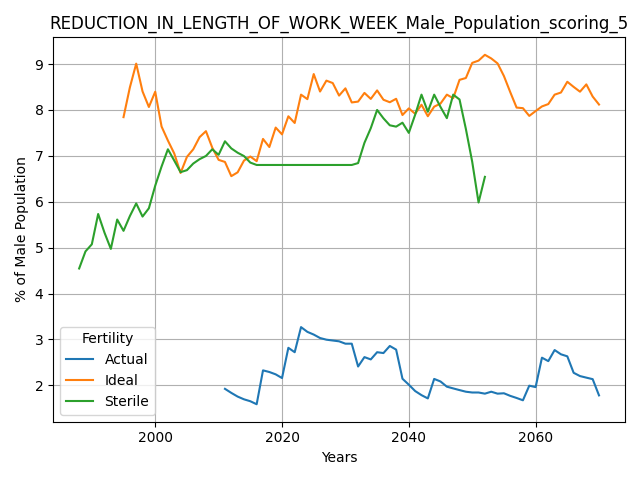 REDUCTION_IN_LENGTH_OF_WORK_WEEK_Male_Population_scoring_5
% of Male Population
9
8
7
6
5
4
3
2
Fertility
Actual
Ideal
Sterile
2000 2020 2040 2060
Years